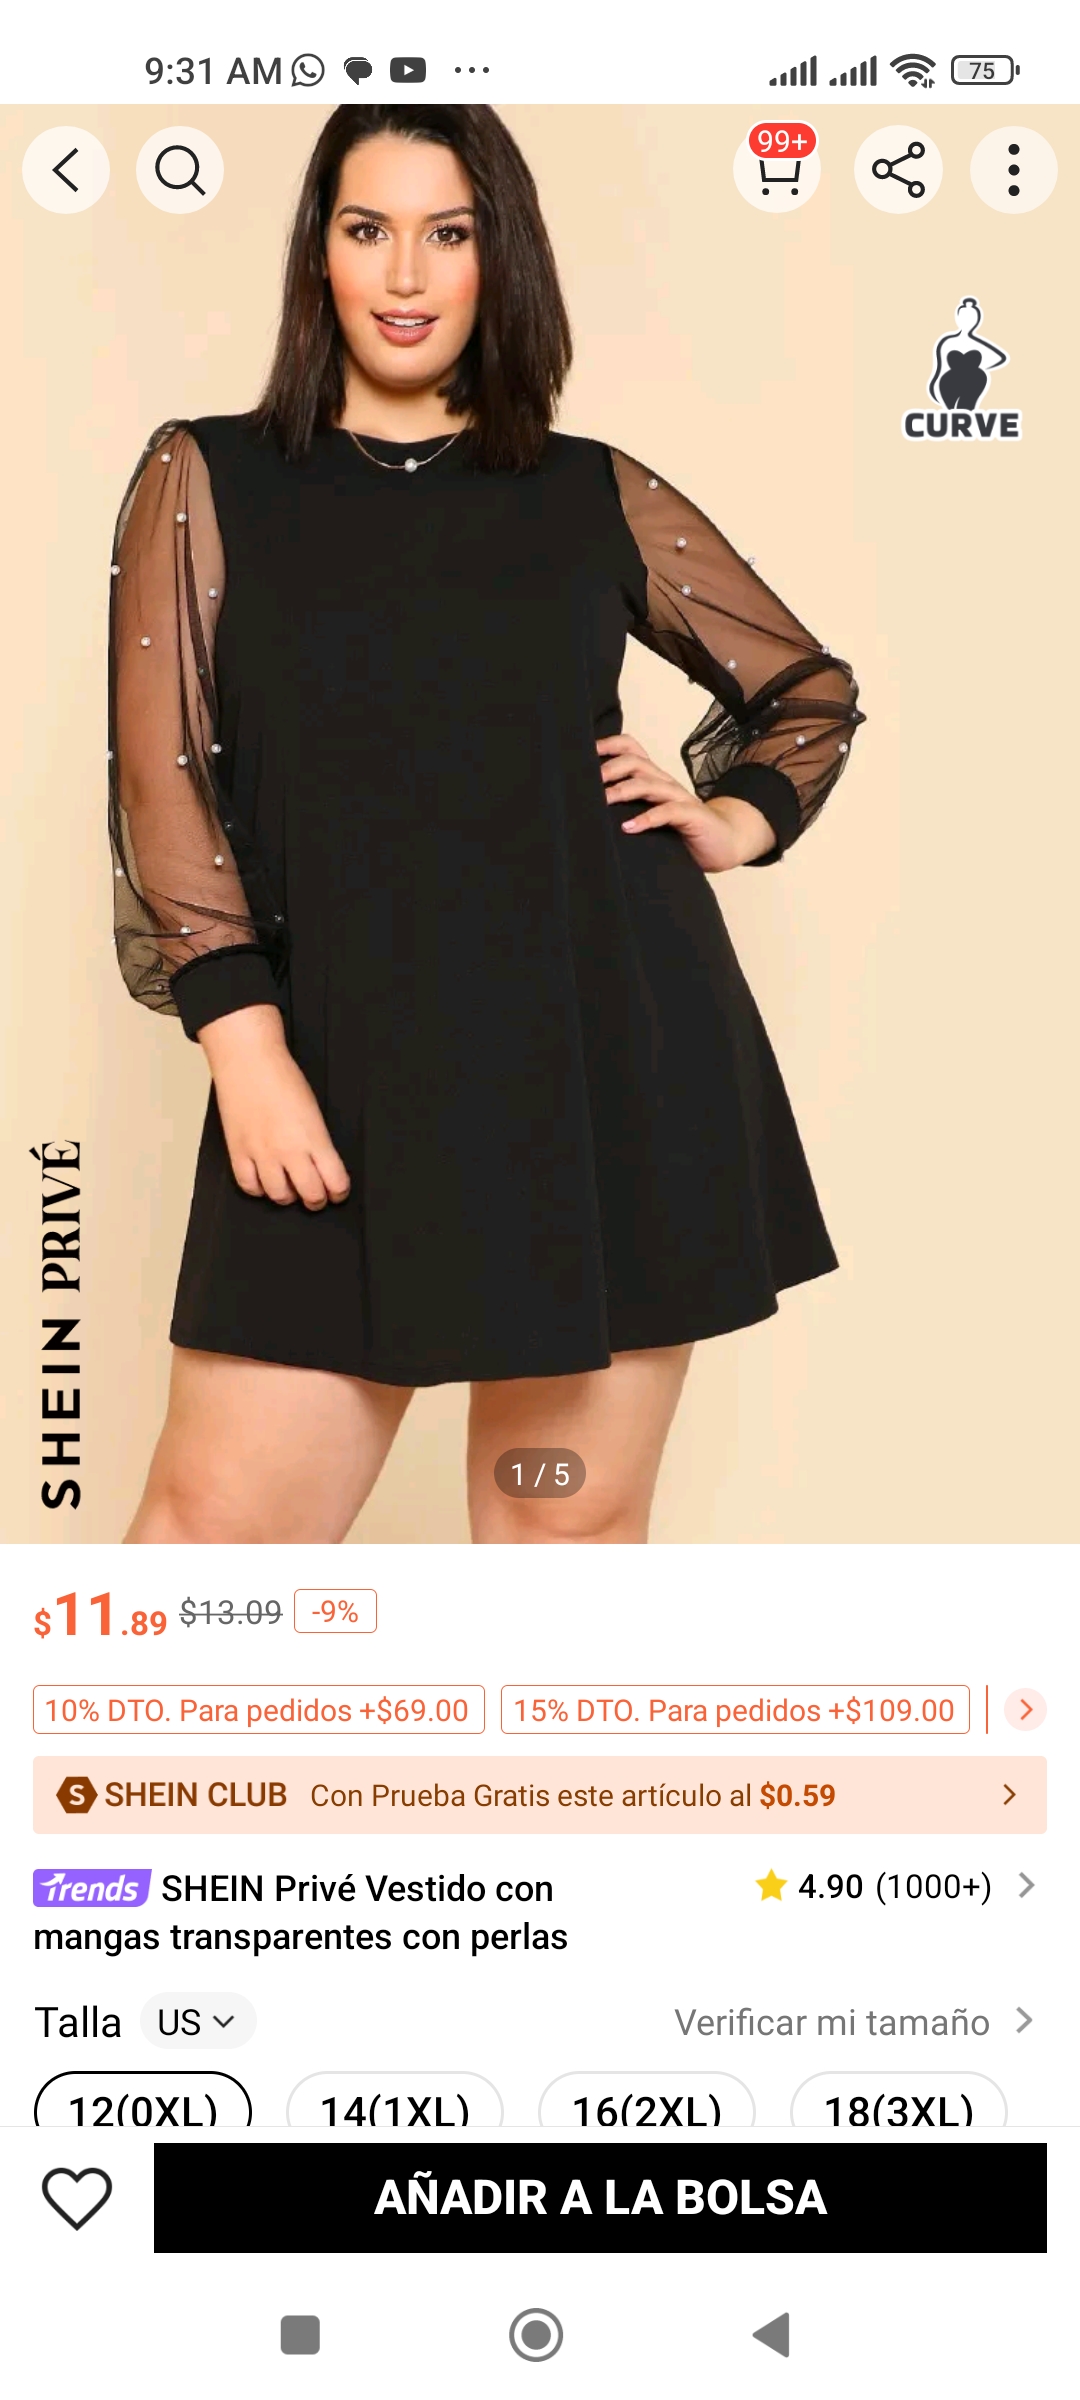 9:31 AM
75
99+
CURVE
SHEIN PRIVÉ
1 / 5
$11.89 $13.09 -9%
10% DTO. Para pedidos +$69.00 15% DTO. Para pedidos +$109.00
S SHEIN CLUB Con Prueba Gratis este artículo al $0.59
Trends SHEIN Privé Vestido con 4.90 (1000+)
mangas transparentes con perlas
Talla US Verificar mi tamaño
12(0XL) 14(1XL) 16(2XL) 18(3XL)
AÑADIR A LA BOLSA